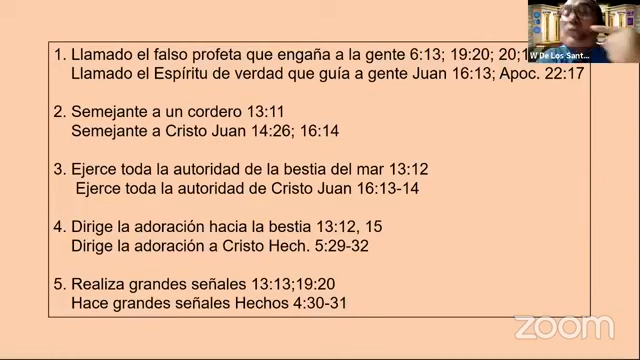 1. Llamado el falso profeta que engaña a la gente 6:13; 19:20; 20;1
Llamado el Espíritu de verdad que guía a gente Juan 16:13; Apoc. 22:17
2. Semejante a un cordero 13:11
Semejante a Cristo Juan 14:26; 16:14
3. Ejerce toda la autoridad de la bestia del mar 13:12
Ejerce toda la autoridad de Cristo Juan 16:13-14
4. Dirige la adoración hacia la bestia 13:12, 15
Dirige la adoración a Cristo Hech. 5:29-32
5. Realiza grandes señales 13:13;19:20
Hace grandes señales Hechos 4:30-31
W De Los Sant...
zoom